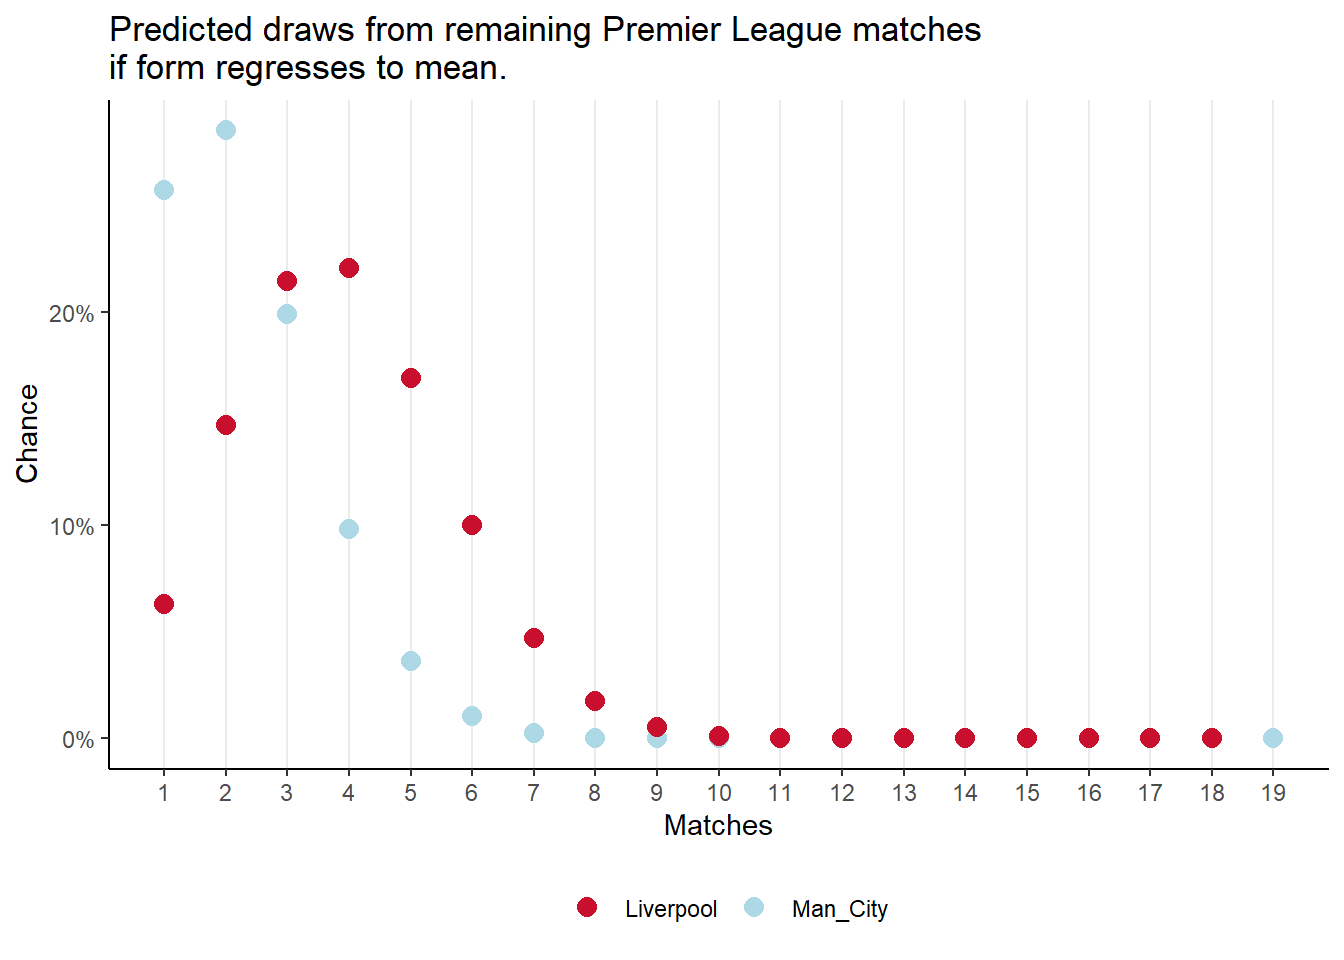 Predicted draws from remaining Premier League matches
if form regresses to mean.
Chance
20%
10%
0%
1 2 3 4 5 6 7 8 9 10 11 12 13 14 15 16 17 18 19
Matches
Liverpool Man_City